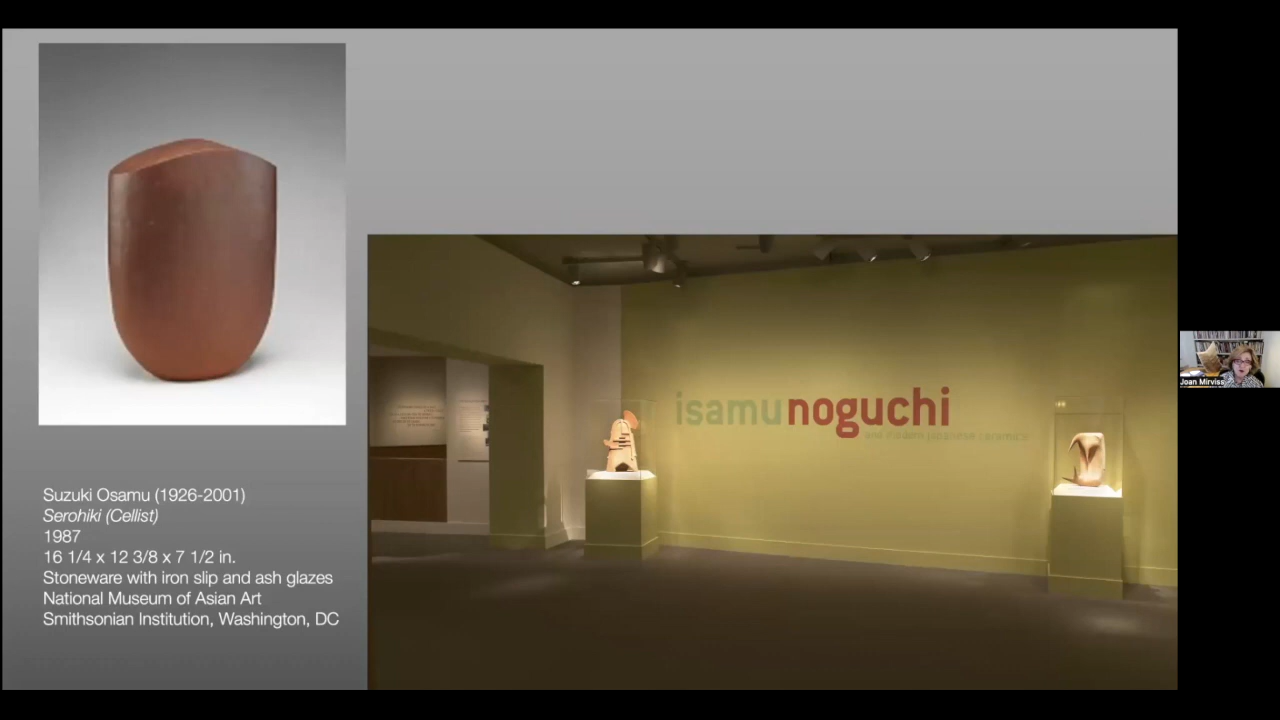 Suzuki Osamu (1926-2001)
Serohiki (Cellist)
1987
16 1/4 x 12 3/8 x 7 1/2 in.
Stoneware with iron slip and ash glazes
National Museum of Asian Art
Smithsonian Institution, Washington, DC
isamunoguchi
and modern japanese ceramics
Joan Mirviss